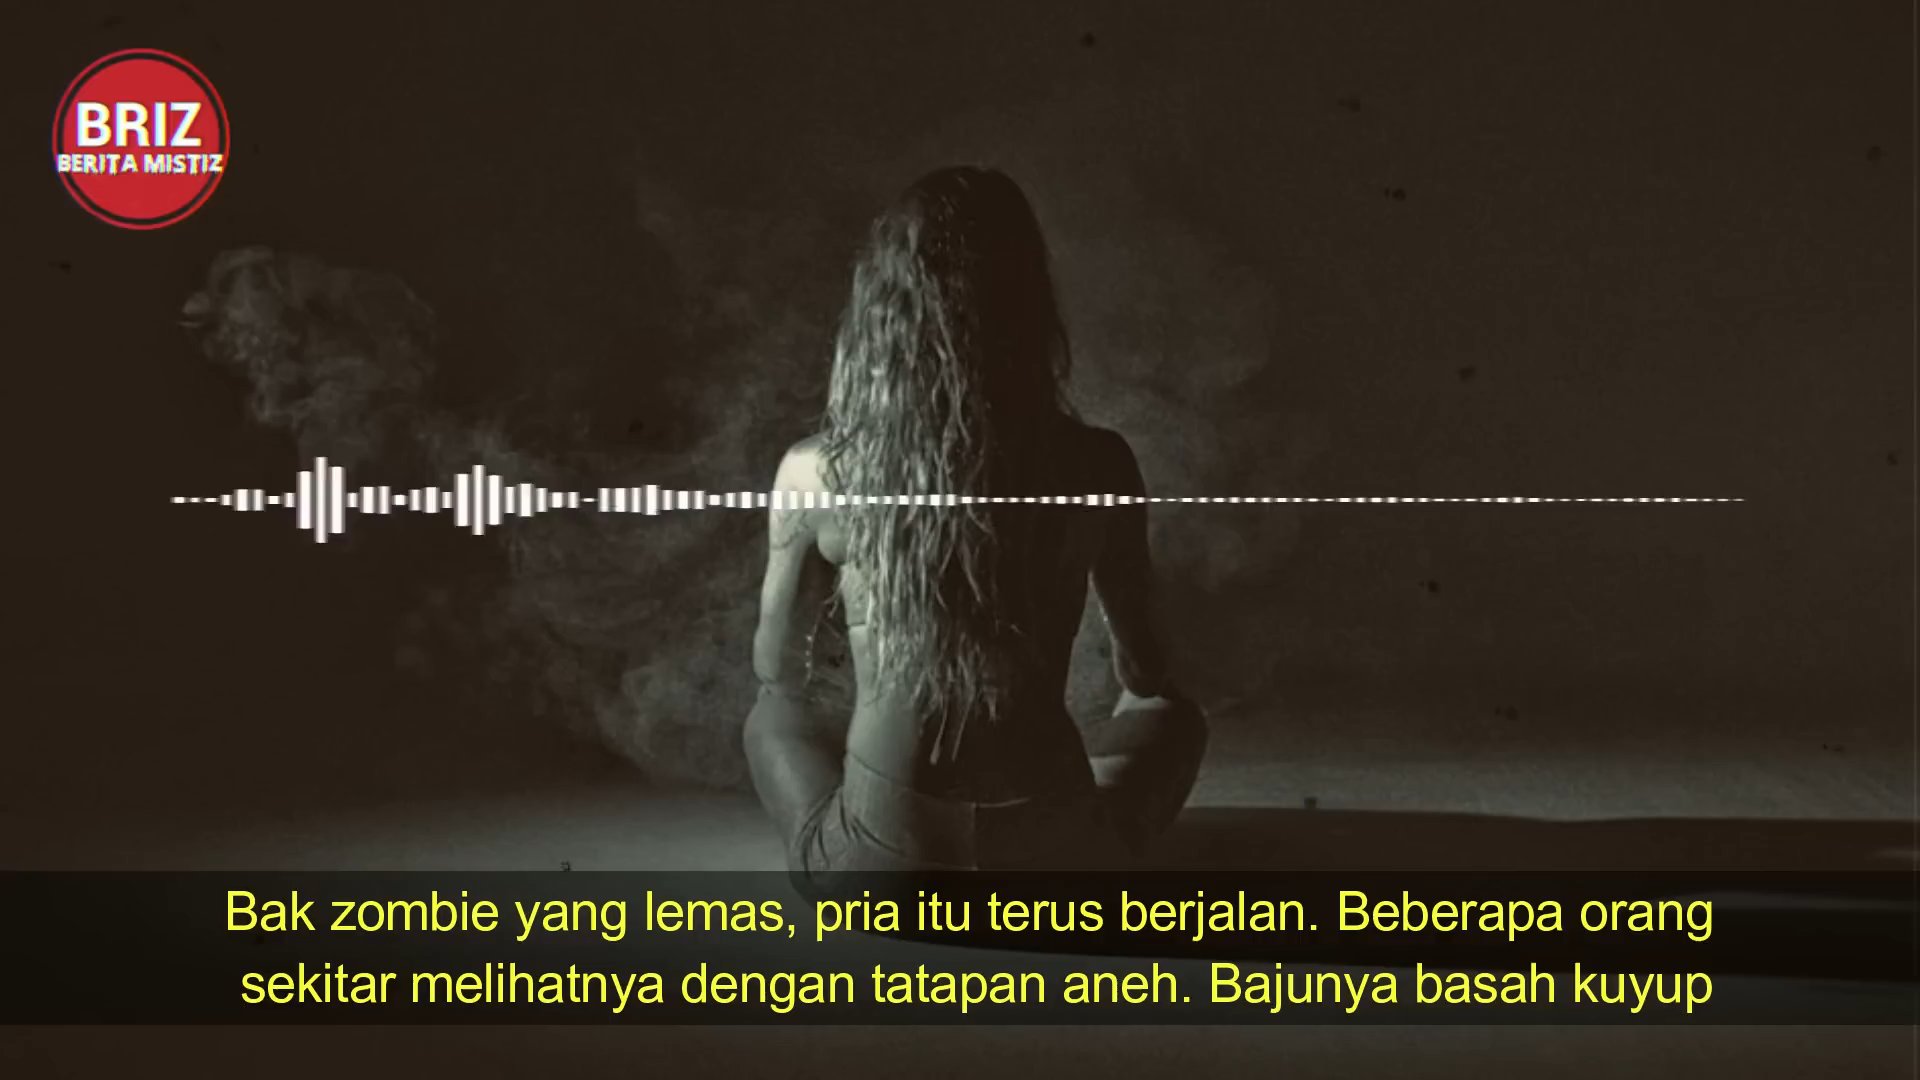 BRIZ
BERITA MISTIZ
Bak zombie yang lemas, pria itu terus berjalan. Beberapa orang
sekitar melihatnya dengan tatapan aneh. Bajunya basah kuyup